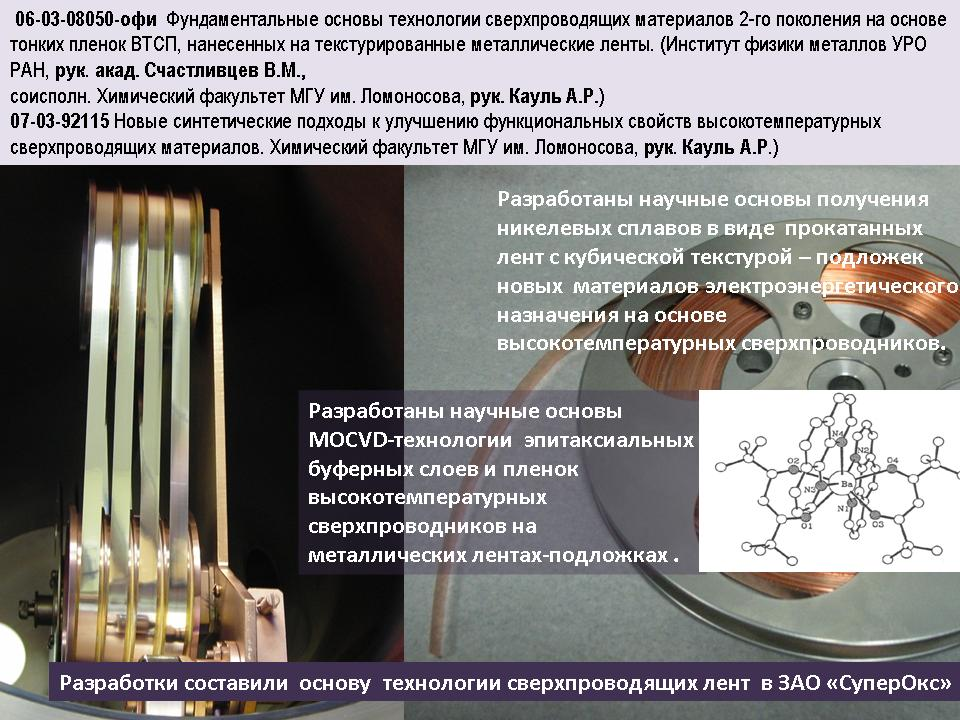 06-03-08050-офи Фундаментальные основы технологии сверхпроводящих материалов 2-го поколения на основе
тонких пленок ВТСП, нанесенных на текстурированные металлические ленты. (Институт физики металлов УРО
РАН, рук. акад. Счастливцев В.М.,
соисполн. Химический факультет МГУ им. Ломоносова, рук. Кауль А.Р.)
07-03-92115 Новые синтетические подходы к улучшению функциональных свойств высокотемпературных
сверхпроводящих материалов. Химический факультет МГУ им. Ломоносова, рук. Кауль А.Р.)
Разработаны научные основы получения
никелевых сплавов в виде прокатанных
лент с кубической текстурой – подложек
новых материалов электроэнергетического
назначения на основе
высокотемпературных сверхпроводников.
Разработаны научные основы
MOCVD-технологии эпитаксиальных
буферных слоев и пленок
высокотемпературных
сверхпроводников на
металлических лентах-подложках .
N4
N2
O2
O4
N3
Ba
N1
O1
O3
Разработки составили основу технологии сверхпроводящих лент в ЗАО «СуперОкс»